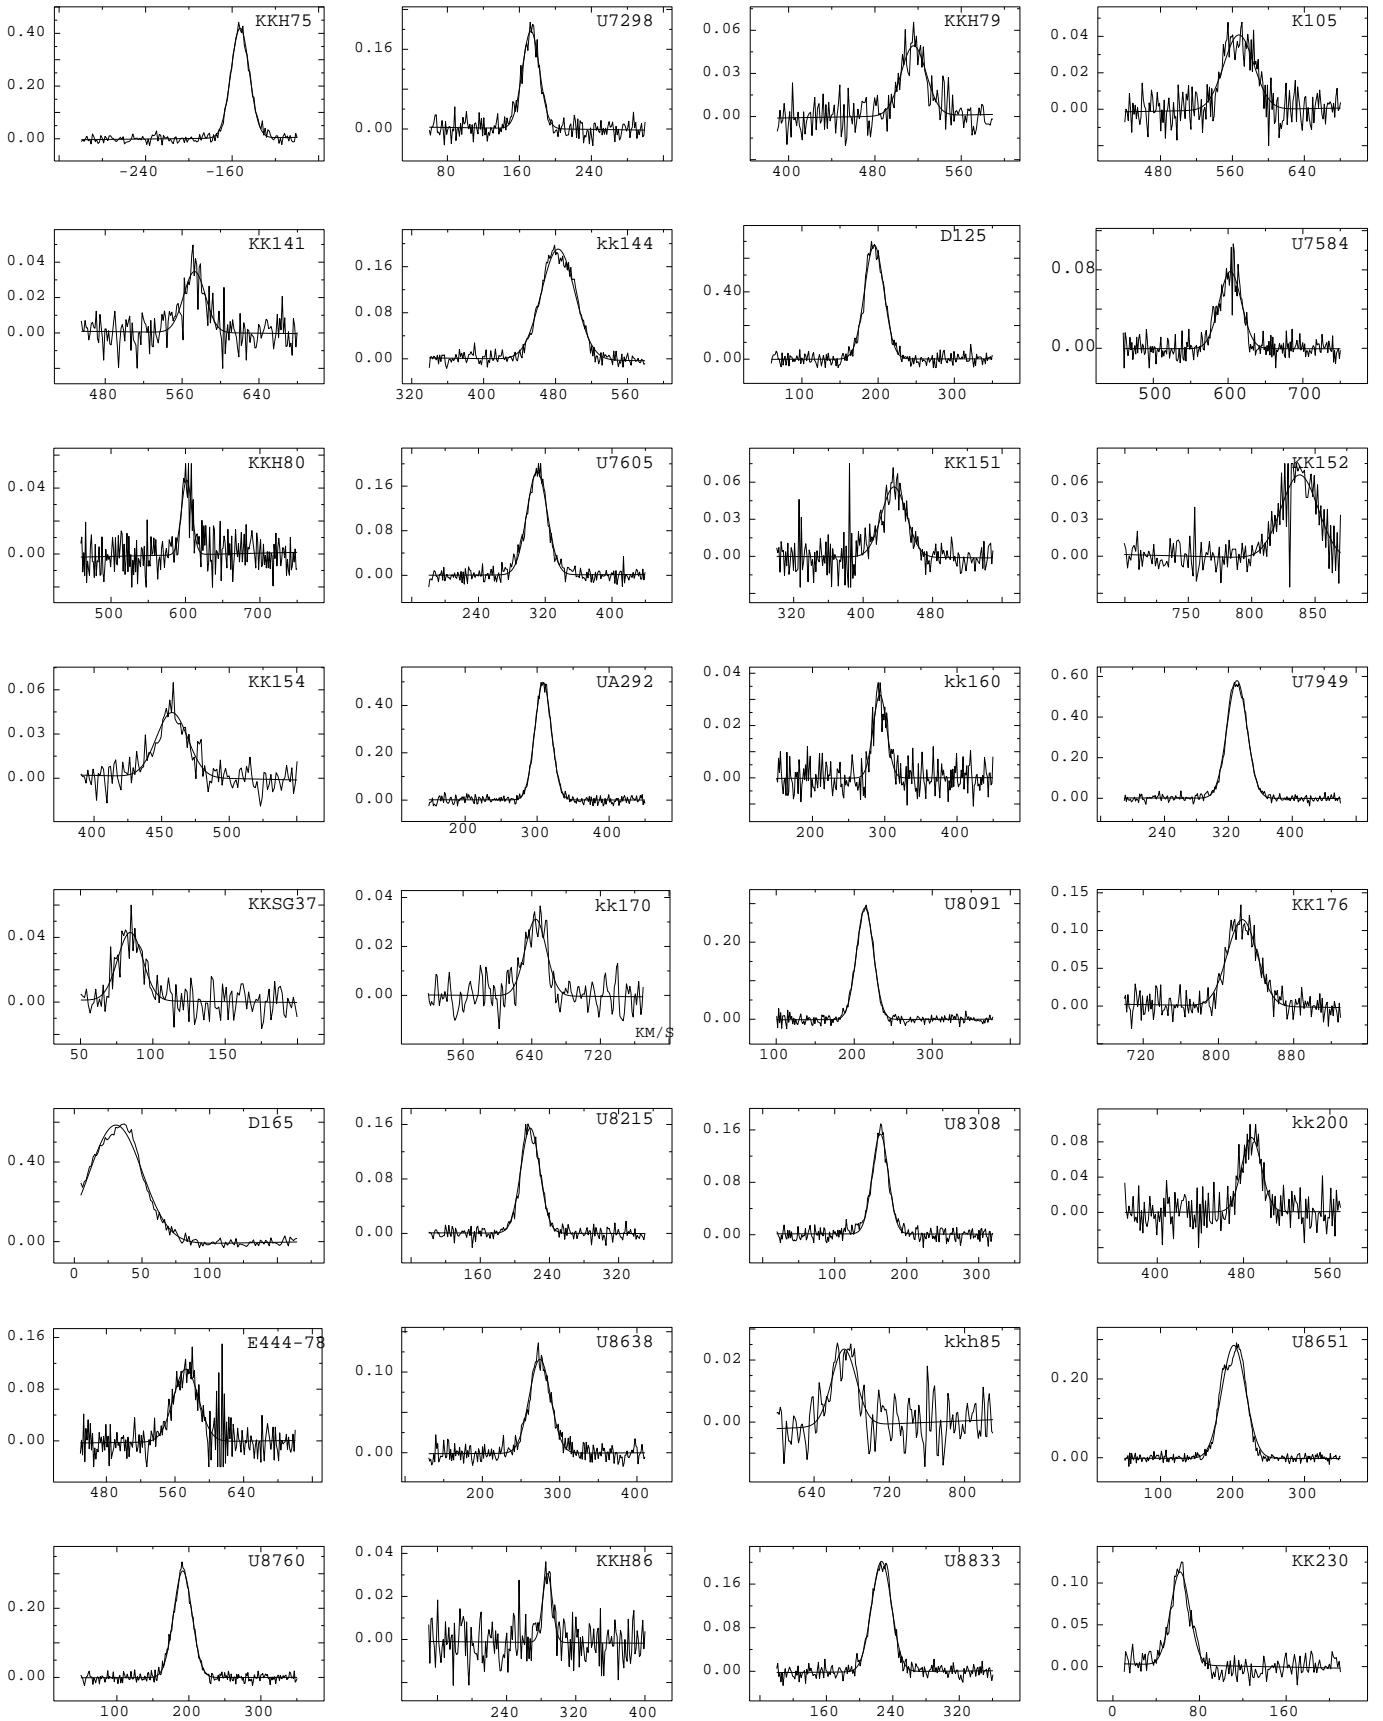 KKH75 U7298 KKH79 K105
0.40 0.20 0.00 -240 -160
0.16 0.08 0.00 80 160 240
0.06 0.03 0.00 400 480 560
0.04 0.02 0.00 480 560 640
KK141 kk144 D125 U7584
0.04 0.02 0.00 480 560 640
0.16 0.08 0.00 320 400 480 560
0.40 0.00 100 200 300
0.08 0.00 500 600 700
KKH80 U7605 KK151 KK152
0.04 0.00 500 600 700
0.16 0.08 0.00 240 320 400
0.06 0.03 0.00 320 400 480
0.06 0.03 0.00 750 800 850
KK154 UA292 kk160 U7949
0.06 0.03 0.00 400 450 500
0.40 0.20 0.00 200 300 400
0.04 0.02 0.00 200 300 400
0.60 0.40 0.20 0.00 240 320 400
KKSG37 kk170 U8091 KK176
0.04 0.00 50 100 150
0.04 0.02 0.00 KM/S 560 640 720
0.20 0.00 100 200 300
0.15 0.10 0.05 0.00 720 800 880
D165 U8215 U8308 kk200
0.40 0.00 0 50 100
0.16 0.08 0.00 160 240 320
0.16 0.08 0.00 100 200 300
0.08 0.04 0.00 400 480 560
E444-78 U8638 kkh85 U8651
0.16 0.08 0.00 480 560 640
0.10 0.00 200 300 400
0.02 0.00 640 720 800
0.20 0.00 100 200 300
U8760 KKH86 U8833 KK230
0.20 0.00 100 200 300
0.04 0.00 240 280 320 360 400
0.16 0.08 0.00 160 240 320
0.10 0.05 0.00 0 80 160